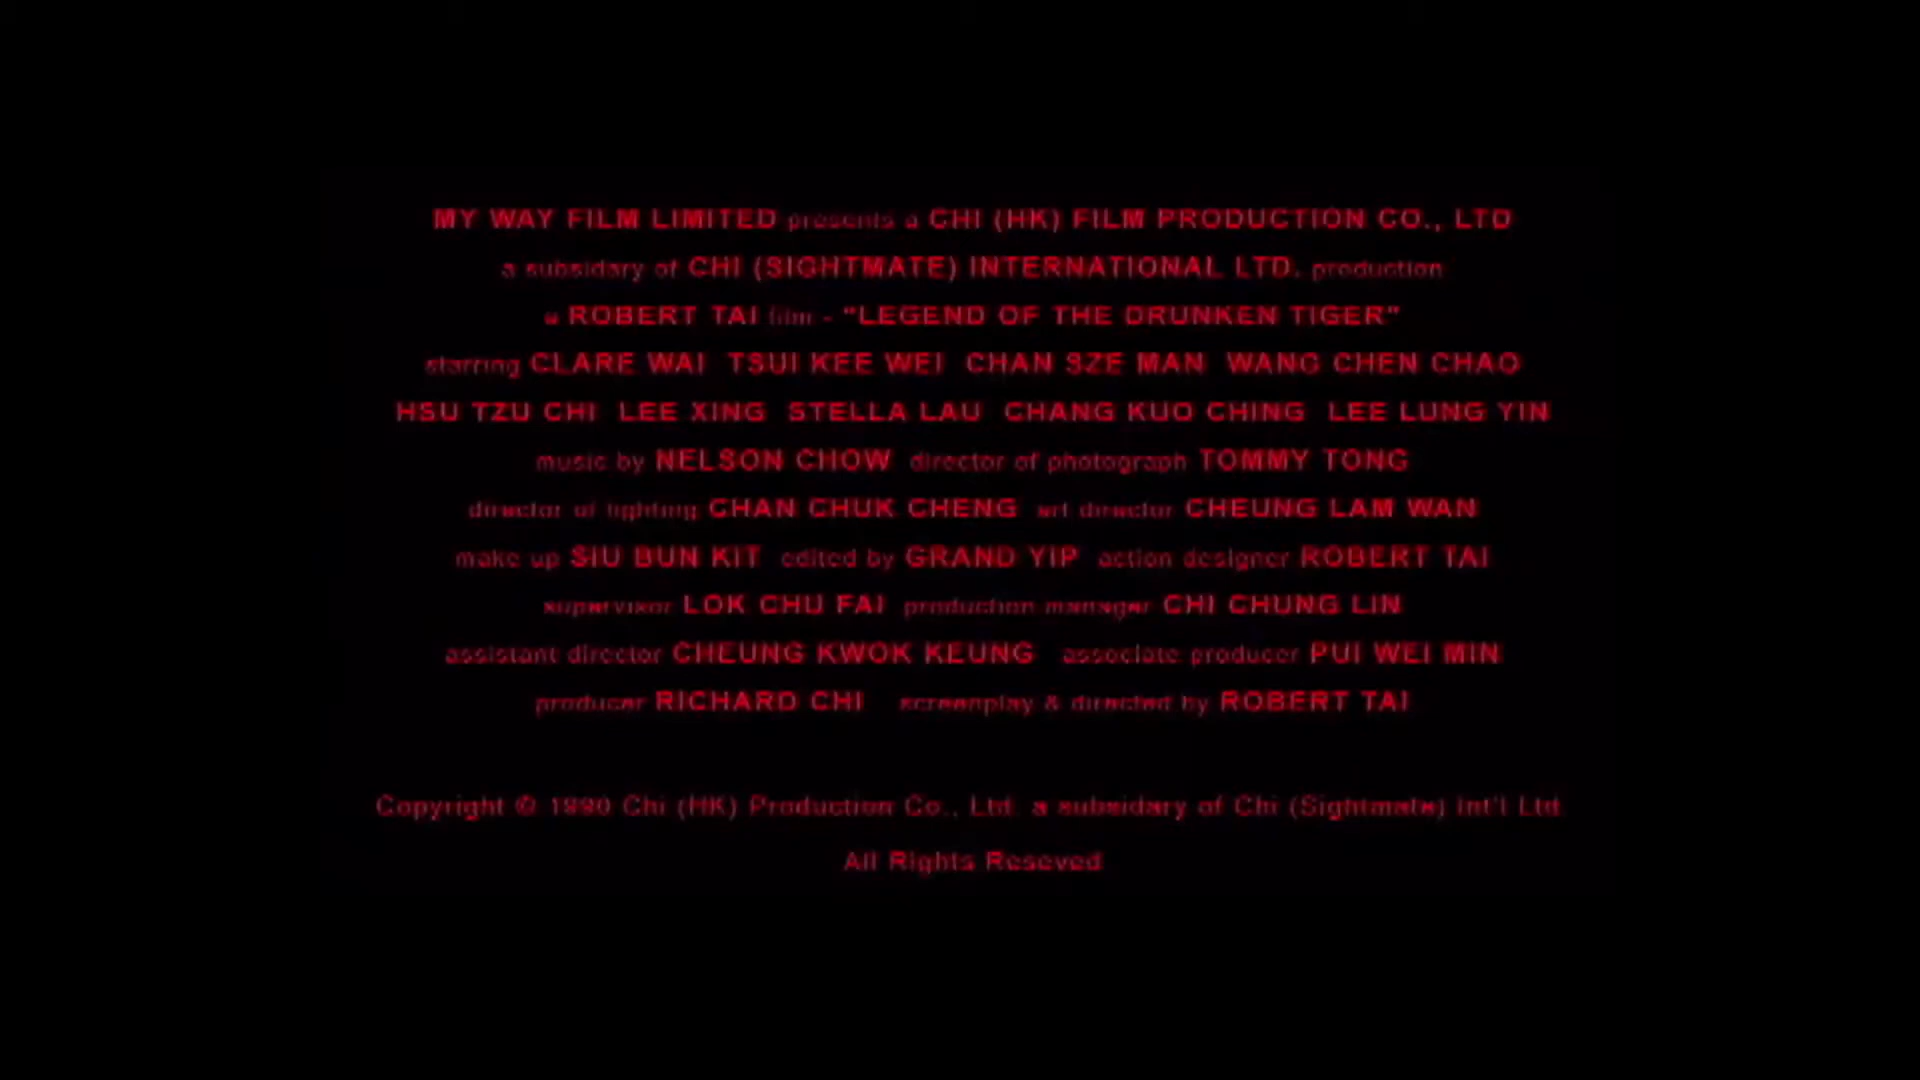 MY WAY FILM LIMITED presents a CHI (HK) FILM PRODUCTION CO., LTD
a subsidary of CHI (SIGHTMATE) INTERNATIONAL LTD. production
a ROBERT TAI film - "LEGEND OF THE DRUNKEN TIGER"
starring CLARE WAI TSUI KEE WEI CHAN SZE MAN WANG CHEN CHAO
HSU TZU CHI LEE XING STELLA LAU CHANG KUO CHING LEE LUNG YIN
music by NELSON CHOW director of photograph TOMMY TONG
director of lighting CHAN CHUK CHENG art director CHEUNG LAM WAN
make up SIU BUN KIT edited by GRAND YIP action designer ROBERT TAI
supervisor LOK CHU FAI production manager CHI CHUNG LIN
assistant director CHEUNG KWOK KEUNG associate producer PUI WEI MIN
producer RICHARD CHI screenplay & directed by ROBERT TAI
Copyright © 1990 Chi (HK) Production Co., Ltd. a subsidary of Chi (Sightmate) Int'l Ltd
All Rights Reseved